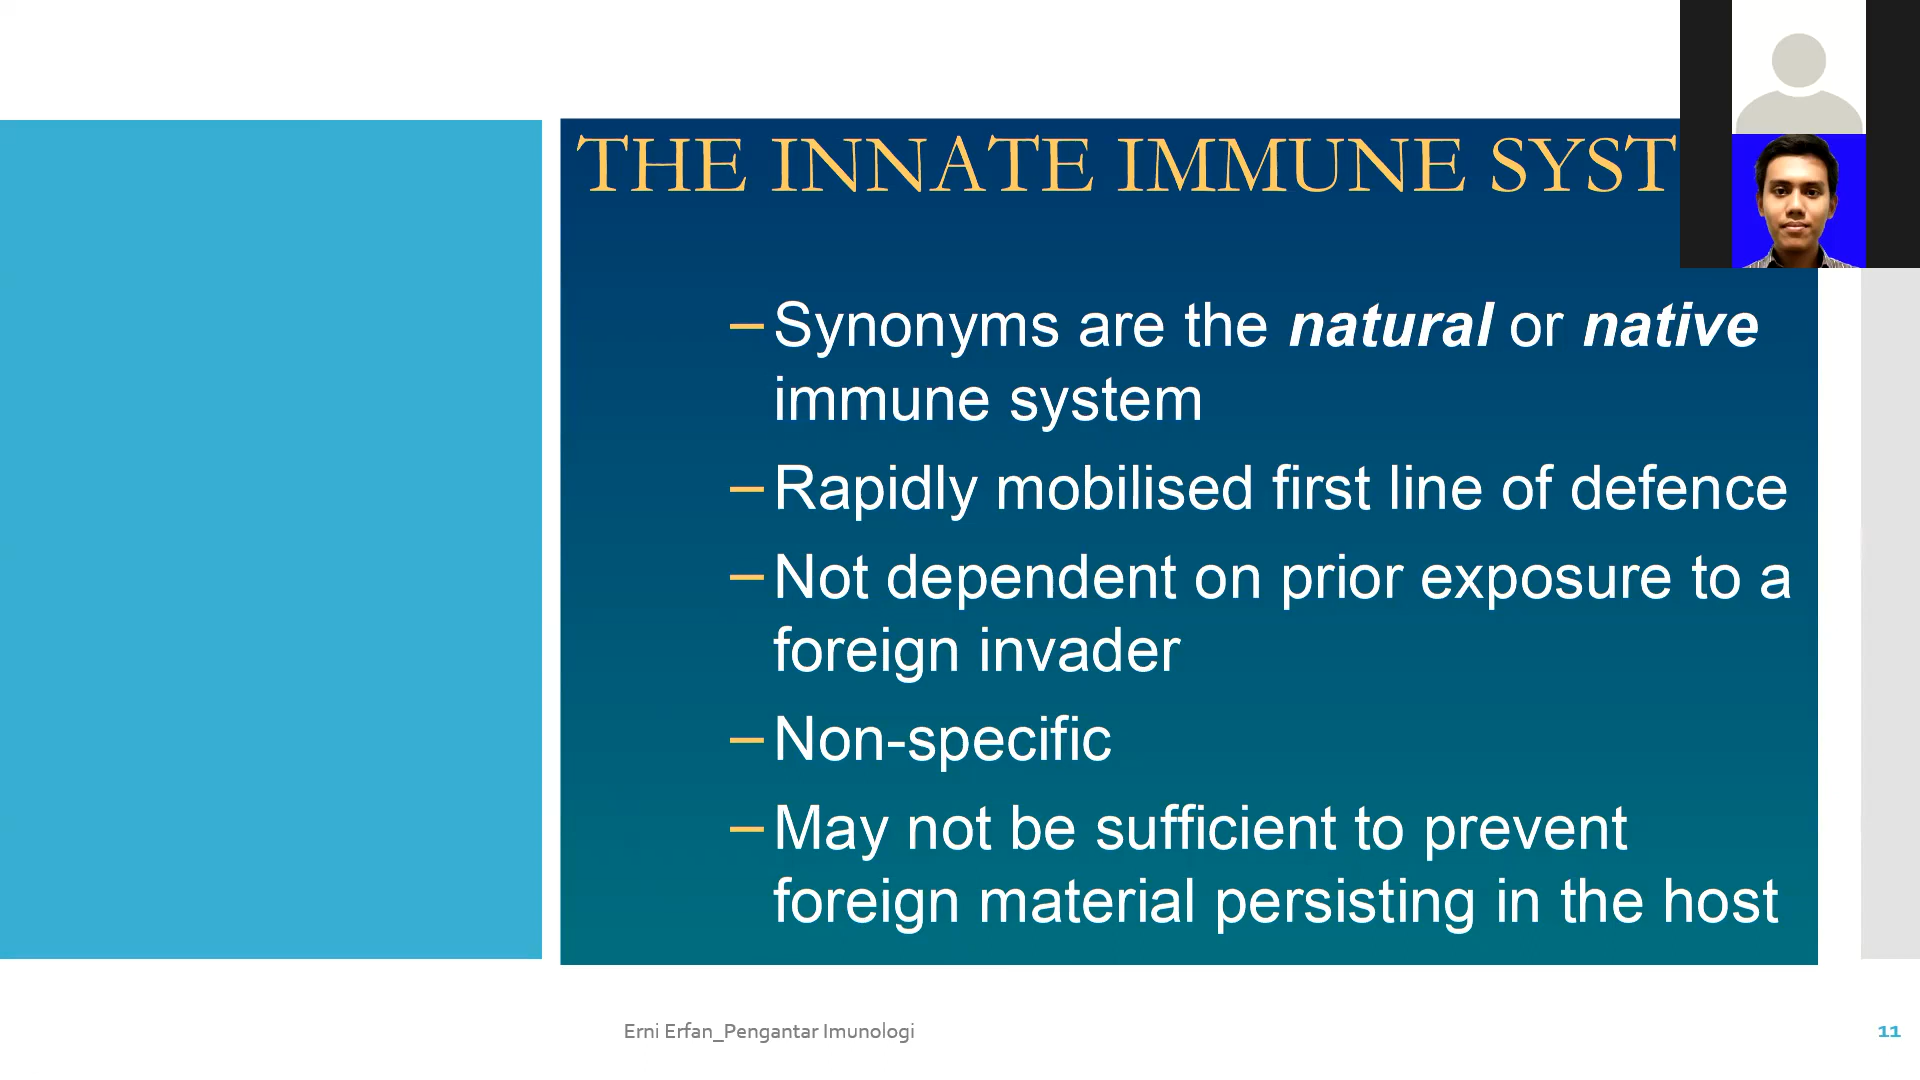 THE INNATE IMMUNE SYST
– Synonyms are the natural or native
immune system
– Rapidly mobilised first line of defence
– Not dependent on prior exposure to a
foreign invader
– Non-specific
– May not be sufficient to prevent
foreign material persisting in the host
Erni Erfan_Pengantar Imunologi
11